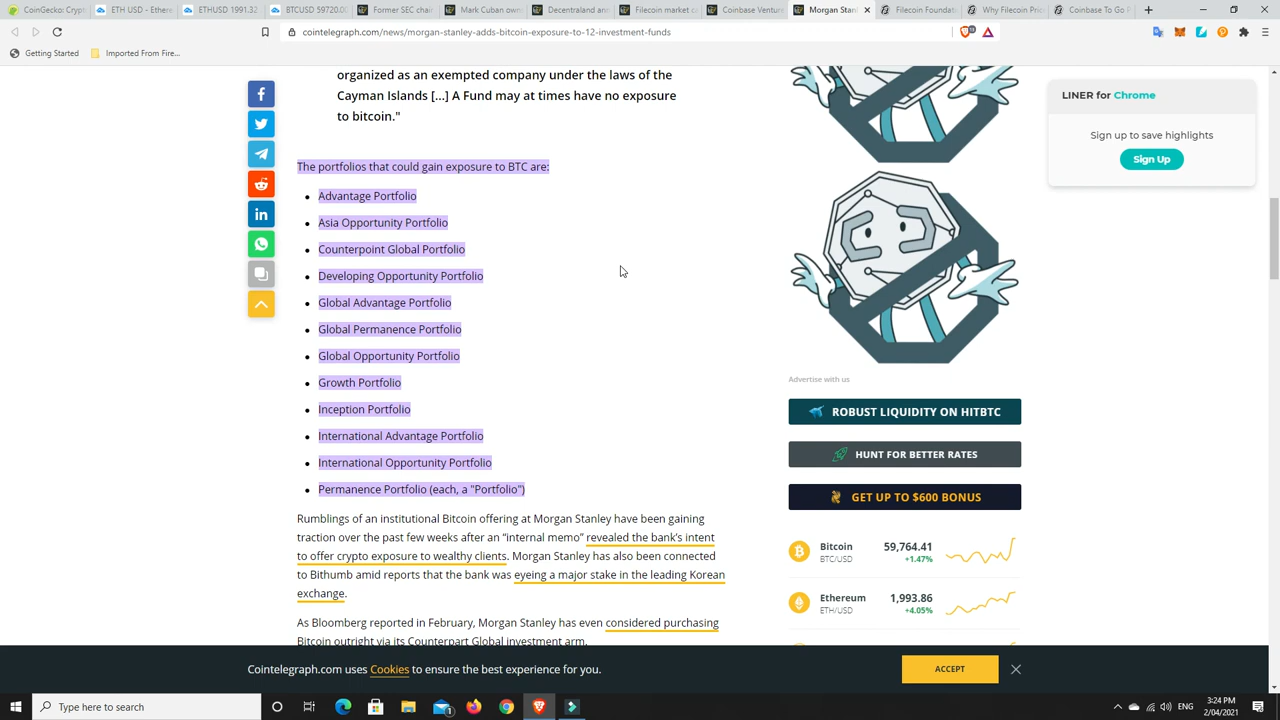 CoinGecko: Crypt
ETH USD - Ethere
ETHUSD 1991.32
BTCUSD 59720.00
Former SEC chair
Mark Cuban own
Decentraland an
Filecoin market c
Coinbase Ventur
Morgan Stan
Filecoin Foundati
Why Filecoin Pric
Coinbase To Go P
cointelegraph.com/news/morgan-stanley-adds-bitcoin-exposure-to-12-investment-funds
Getting Started
Imported From Fire...
organized as an exempted company under the laws of the
Cayman Islands [...] A Fund may at times have no exposure
to bitcoin."
The portfolios that could gain exposure to BTC are:
Advantage Portfolio
Asia Opportunity Portfolio
Counterpoint Global Portfolio
Developing Opportunity Portfolio
Global Advantage Portfolio
Global Permanence Portfolio
Global Opportunity Portfolio
Growth Portfolio
Inception Portfolio
International Advantage Portfolio
International Opportunity Portfolio
Permanence Portfolio (each, a "Portfolio")
Rumblings of an institutional Bitcoin offering at Morgan Stanley have been gaining
traction over the past few weeks after an “internal memo” revealed the bank’s intent
to offer crypto exposure to wealthy clients. Morgan Stanley has also been connected
to Bithumb amid reports that the bank was eyeing a major stake in the leading Korean
exchange.
As Bloomberg reported in February, Morgan Stanley has even considered purchasing
Bitcoin outright via its Counterpart Global investment arm.
LINER for Chrome
Sign up to save highlights
Sign Up
Advertise with us
ROBUST LIQUIDITY ON HITBTC
HUNT FOR BETTER RATES
GET UP TO $600 BONUS
Bitcoin 59,764.41
BTC/USD +1.47%
Ethereum 1,993.86
ETH/USD +4.05%
Cointelegraph.com uses Cookies to ensure the best experience for you.
ACCEPT
Type here to search
ENG
3:24 PM
2/04/2021